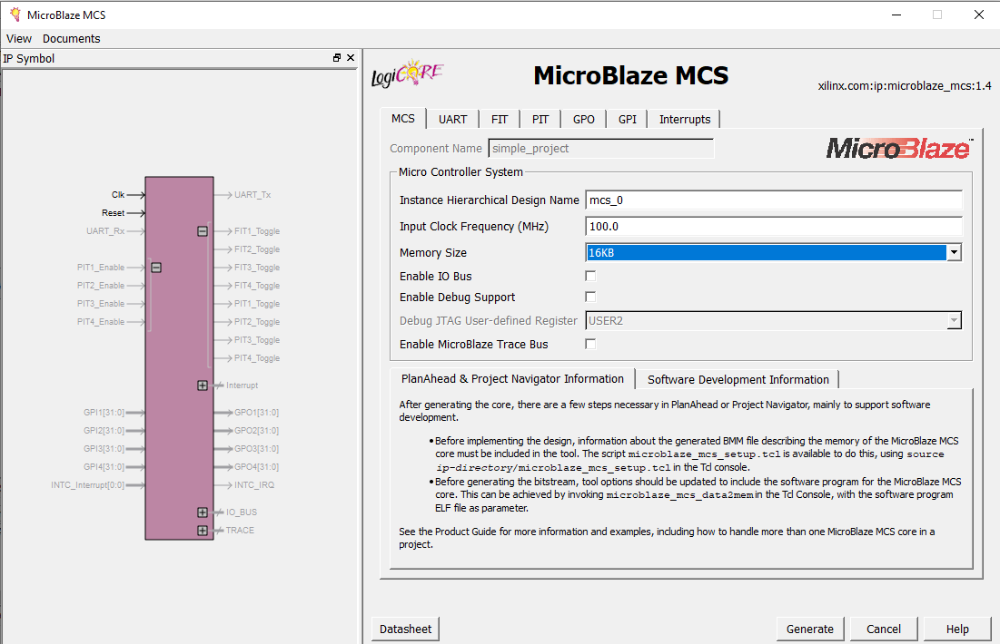 MicroBlaze MCS
View Documents
IP Symbol
Clk
Reset
UART_Rx
PIT1_Enable
PIT2_Enable
PIT3_Enable
PIT4_Enable
GPI1[31:0]
GPI2[31:0]
GPI3[31:0]
GPI4[31:0]
INTC_Interrupt[0:0]
UART_Tx
FIT1_Toggle
FIT2_Toggle
FIT3_Toggle
FIT4_Toggle
PIT1_Toggle
PIT2_Toggle
PIT3_Toggle
PIT4_Toggle
Interrupt
GPO1[31:0]
GPO2[31:0]
GPO3[31:0]
GPO4[31:0]
INTC_IRQ
IO_BUS
TRACE
LogiCORE
MicroBlaze MCS
xilinx.com:ip:microblaze_mcs:1.4
MCS UART FIT PIT GPO GPI Interrupts
Component Name simple_project
MicroBlaze™
Micro Controller System
Instance Hierarchical Design Name mcs_0
Input Clock Frequency (MHz) 100.0
Memory Size 16KB
Enable IO Bus
Enable Debug Support
Debug JTAG User-defined Register USER2
Enable MicroBlaze Trace Bus
PlanAhead & Project Navigator Information Software Development Information
After generating the core, there are a few steps necessary in PlanAhead or Project Navigator, mainly to support software
development.
•Before implementing the design, information about the generated BMM file describing the memory of the MicroBlaze MCS
core must be included in the tool. The script microblaze_mcs_setup.tcl is available to do this, using source
ip-directory/microblaze_mcs_setup.tcl in the Tcl console.
•Before generating the bitstream, tool options should be updated to include the software program for the MicroBlaze MCS
core. This can be achieved by invoking microblaze_mcs_data2mem in the Tcl Console, with the software program
ELF file as parameter.
See the Product Guide for more information and examples, including how to handle more than one MicroBlaze MCS core in a
project.
Datasheet Generate Cancel Help